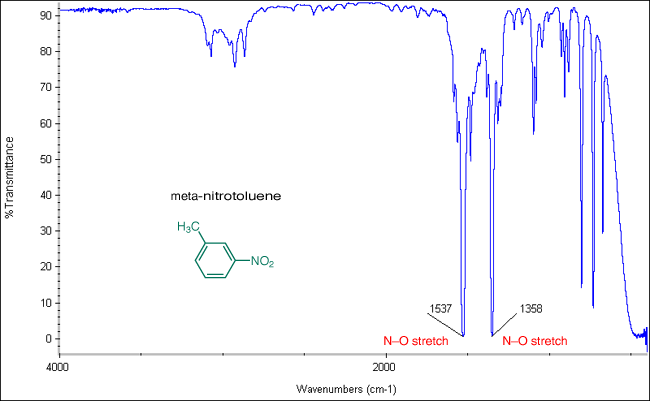 90
80
70
60
50
40
30
20
10
0
%Transmittance
meta-nitrotoluene
H₃C
NO₂
1537
1358
N–O stretch
N–O stretch
4000
2000
Wavenumbers (cm-1)